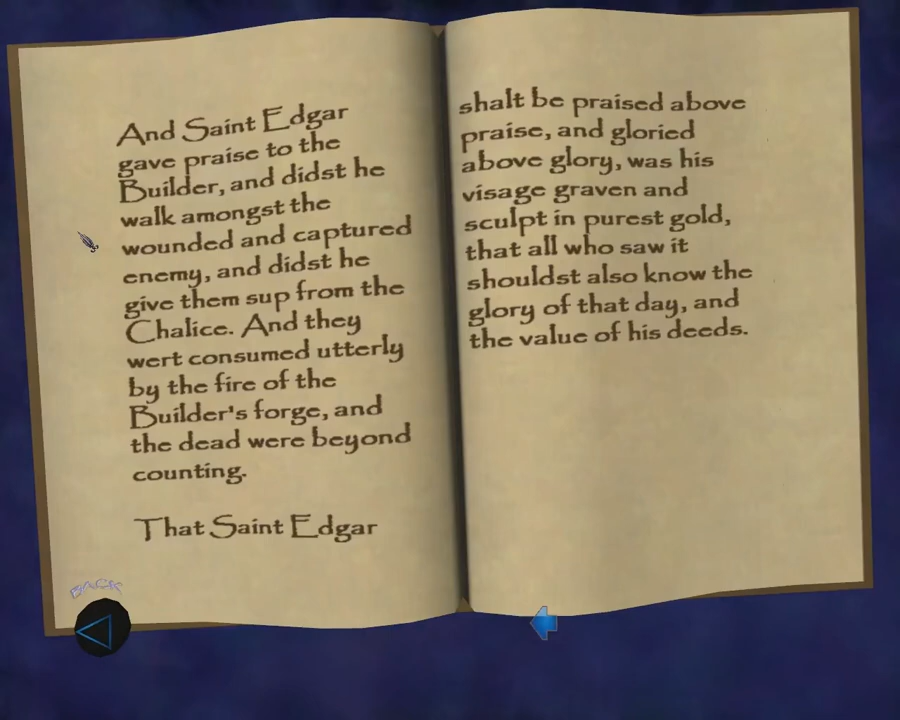 And Saint Edgar
gave praise to the
Builder, and didst he
walk amongst the
wounded and captured
enemy, and didst he
give them sup from the
Chalice. And they
wert consumed utterly
by the fire of the
Builder's forge, and
the dead were beyond
counting.
That Saint Edgar
shalt be praised above
praise, and gloried
above glory, was his
visage graven and
sculpt in purest gold,
that all who saw it
shouldst also know the
glory of that day, and
the value of his deeds.
BACK